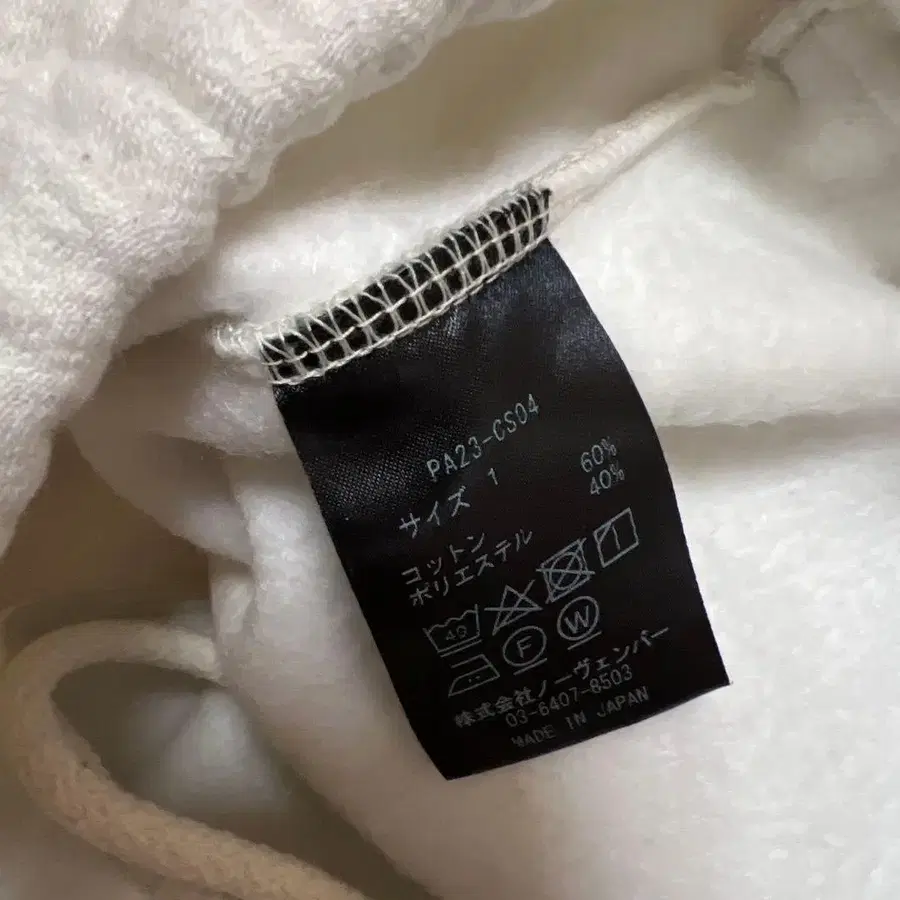 PA23-CS04
サイズ 1
コットン 60%
ポリエステル 40%
40
F W
株式会社ノーヴェンバー
03-6407-8503
MADE IN JAPAN